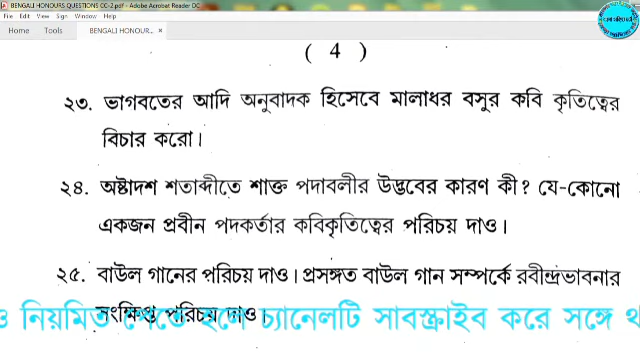 BENGALI HONOURS QUESTIONS CC-2.pdf - Adobe Acrobat Reader DC
File Edit View Sign Window Help
Home Tools BENGALI HONOUR... ×
( 4 )
২৩. ভাগবতের আদি অনুবাদক হিসেবে মালাধর বসুর কবি কৃতিত্বের
বিচার করো।
২৪. অষ্টাদশ শতাব্দীতে শাক্ত পদাবলীর উদ্ভবের কারণ কী? যে-কোনো
একজন প্রবীন পদকর্তার কবিকৃতিত্বের পরিচয় দাও।
২৫. বাউল গানের পরিচয় দাও। প্রসঙ্গত বাউল গান সম্পর্কে রবীন্দ্রভাবনার
সংক্ষিপ্ত পরিচয় দাও।
ও নিয়মিত পেতে হলে চ্যানেলটি সাবস্ক্রাইব করে সঙ্গে থ